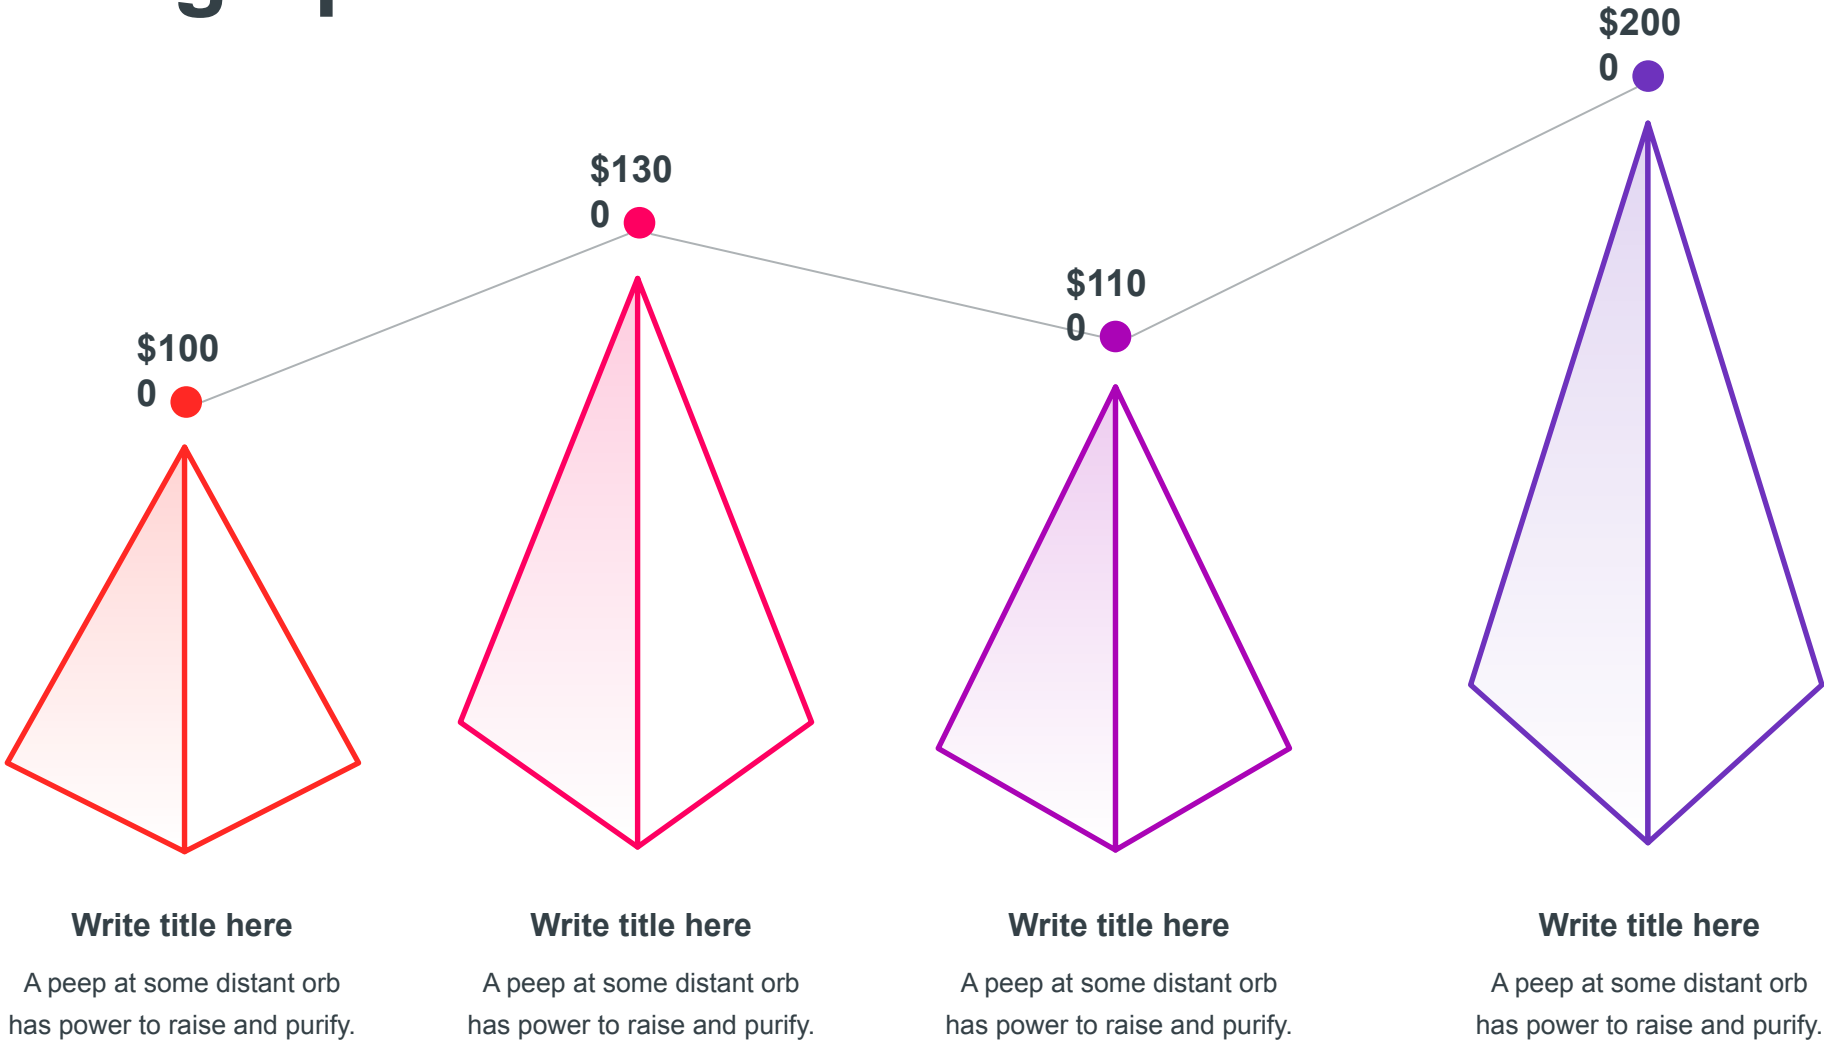 $100
0
$130
0
$110
0
$200
0
Write title here
A peep at some distant orb
has power to raise and purify.
Write title here
A peep at some distant orb
has power to raise and purify.
Write title here
A peep at some distant orb
has power to raise and purify.
Write title here
A peep at some distant orb
has power to raise and purify.